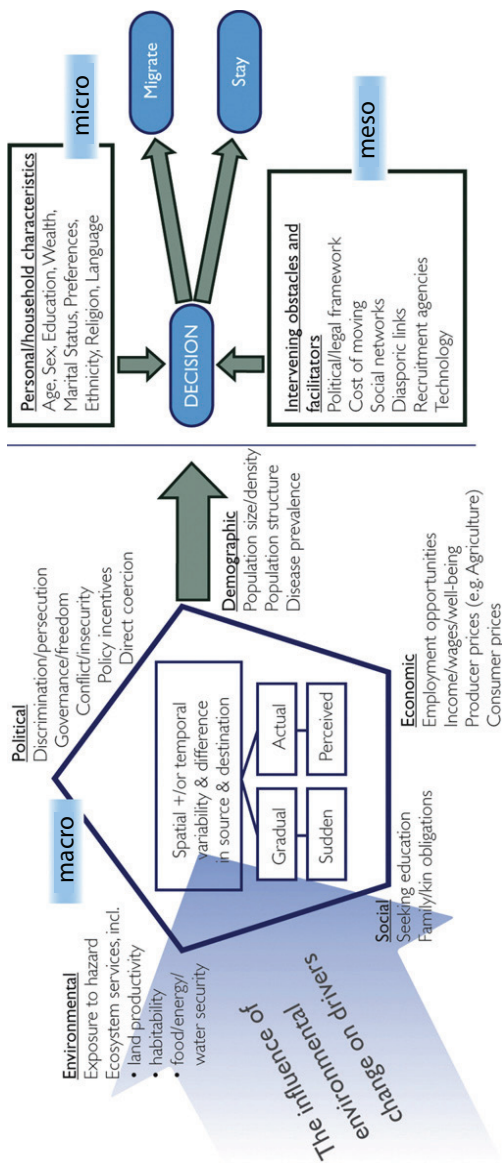 Political
Discrimination/persecution
Governance/freedom
Conflict/insecurity
Policy incentives
Direct coercion
macro
Environmental
Exposure to hazard
Ecosystem services, incl.
• land productivity
• habitability
• food/energy/
water security
Spatial +/or temporal
variability & difference
in source & destination
Gradual
Actual
Sudden
Perceived
Demographic
Population size/density
Population structure
Disease prevalence
The influence of
environmental
change on drivers
Social
Seeking education
Family/kin obligations
Economic
Employment opportunities
Income/wages/well-being
Producer prices (e.g. Agriculture)
Consumer prices
Personal/household characteristics
Age, Sex, Education, Wealth,
Marital Status, Preferences,
Ethnicity, Religion, Language
micro
DECISION
Migrate
Stay
Intervening obstacles and
facilitators
Political/legal framework
Cost of moving
Social networks
Diasporic links
Recruitment agencies
Technology
meso